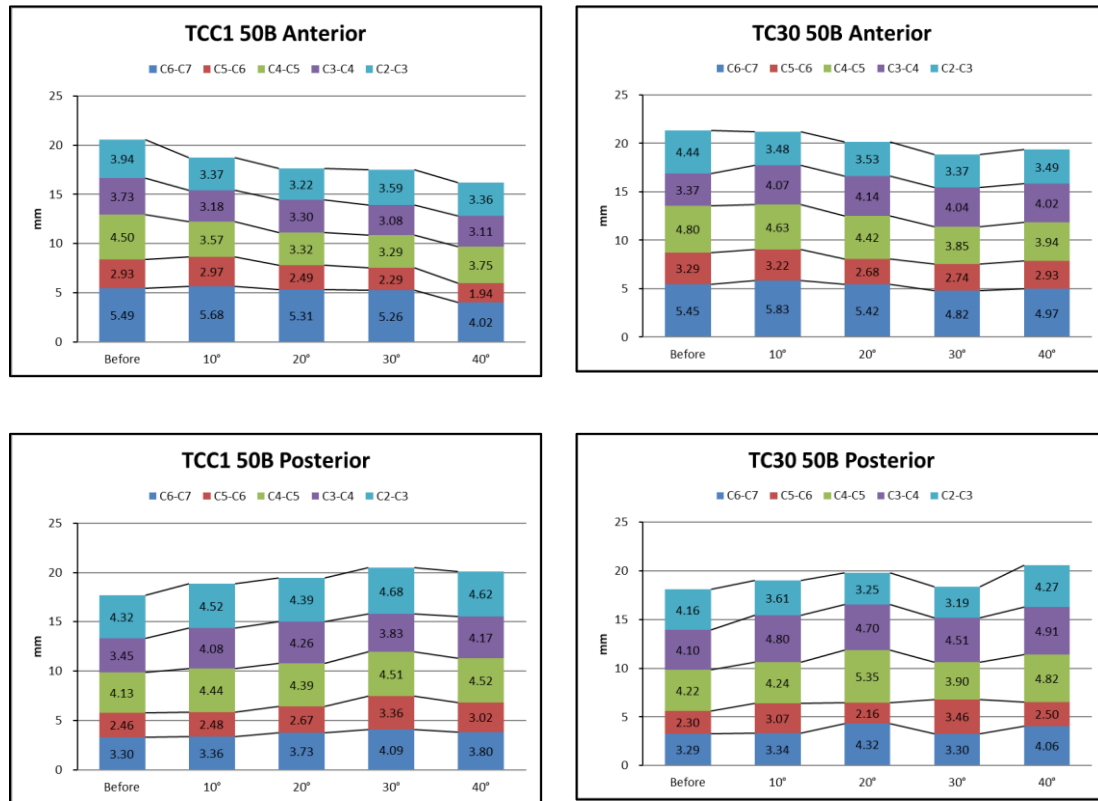 TCC1 50B Anterior
C6-C7 C5-C6 C4-C5 C3-C4 C2-C3
25
20
15
10
5
0
mm
3.94 3.37 3.22 3.59 3.36
3.73 3.18 3.30 3.08 3.11
4.50 3.57 3.32 3.29 3.75
2.93 2.97 2.49 2.29 1.94
5.49 5.68 5.31 5.26 4.02
Before 10° 20° 30° 40°
TC30 50B Anterior
C6-C7 C5-C6 C4-C5 C3-C4 C2-C3
25
20
15
10
5
0
mm
4.44 3.48 3.53 3.37 3.49
3.37 4.07 4.14 4.04 4.02
4.80 4.63 4.42 3.85 3.94
3.29 3.22 2.68 2.74 2.93
5.45 5.83 5.42 4.82 4.97
Before 10° 20° 30° 40°
TCC1 50B Posterior
C6-C7 C5-C6 C4-C5 C3-C4 C2-C3
25
20
15
10
5
0
mm
4.32 4.52 4.39 4.68 4.62
3.45 4.08 4.26 3.83 4.17
4.13 4.44 4.39 4.51 4.52
2.46 2.48 2.67 3.36 3.02
3.30 3.36 3.73 4.09 3.80
Before 10° 20° 30° 40°
TC30 50B Posterior
C6-C7 C5-C6 C4-C5 C3-C4 C2-C3
25
20
15
10
5
0
mm
4.16 3.61 3.25 3.19 4.27
4.10 4.80 4.70 4.51 4.91
4.22 4.24 5.35 3.90 4.82
2.30 3.07 2.16 3.46 2.50
3.29 3.34 4.32 3.30 4.06
Before 10° 20° 30° 40°